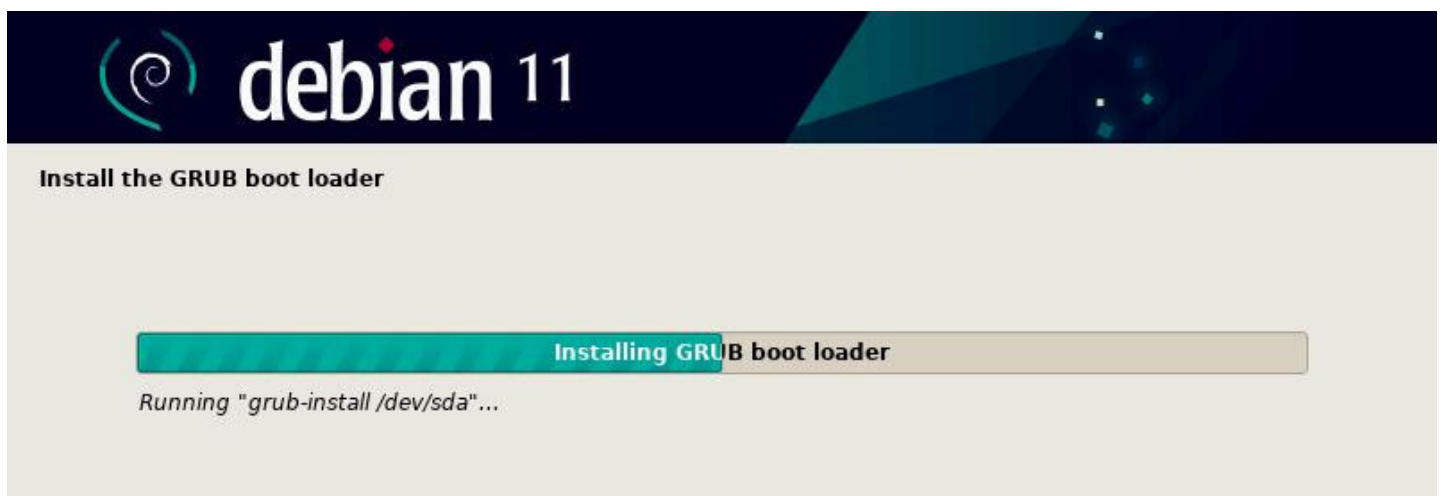 debian 11
Install the GRUB boot loader
Installing GRUB boot loader
Running "grub-install /dev/sda"...